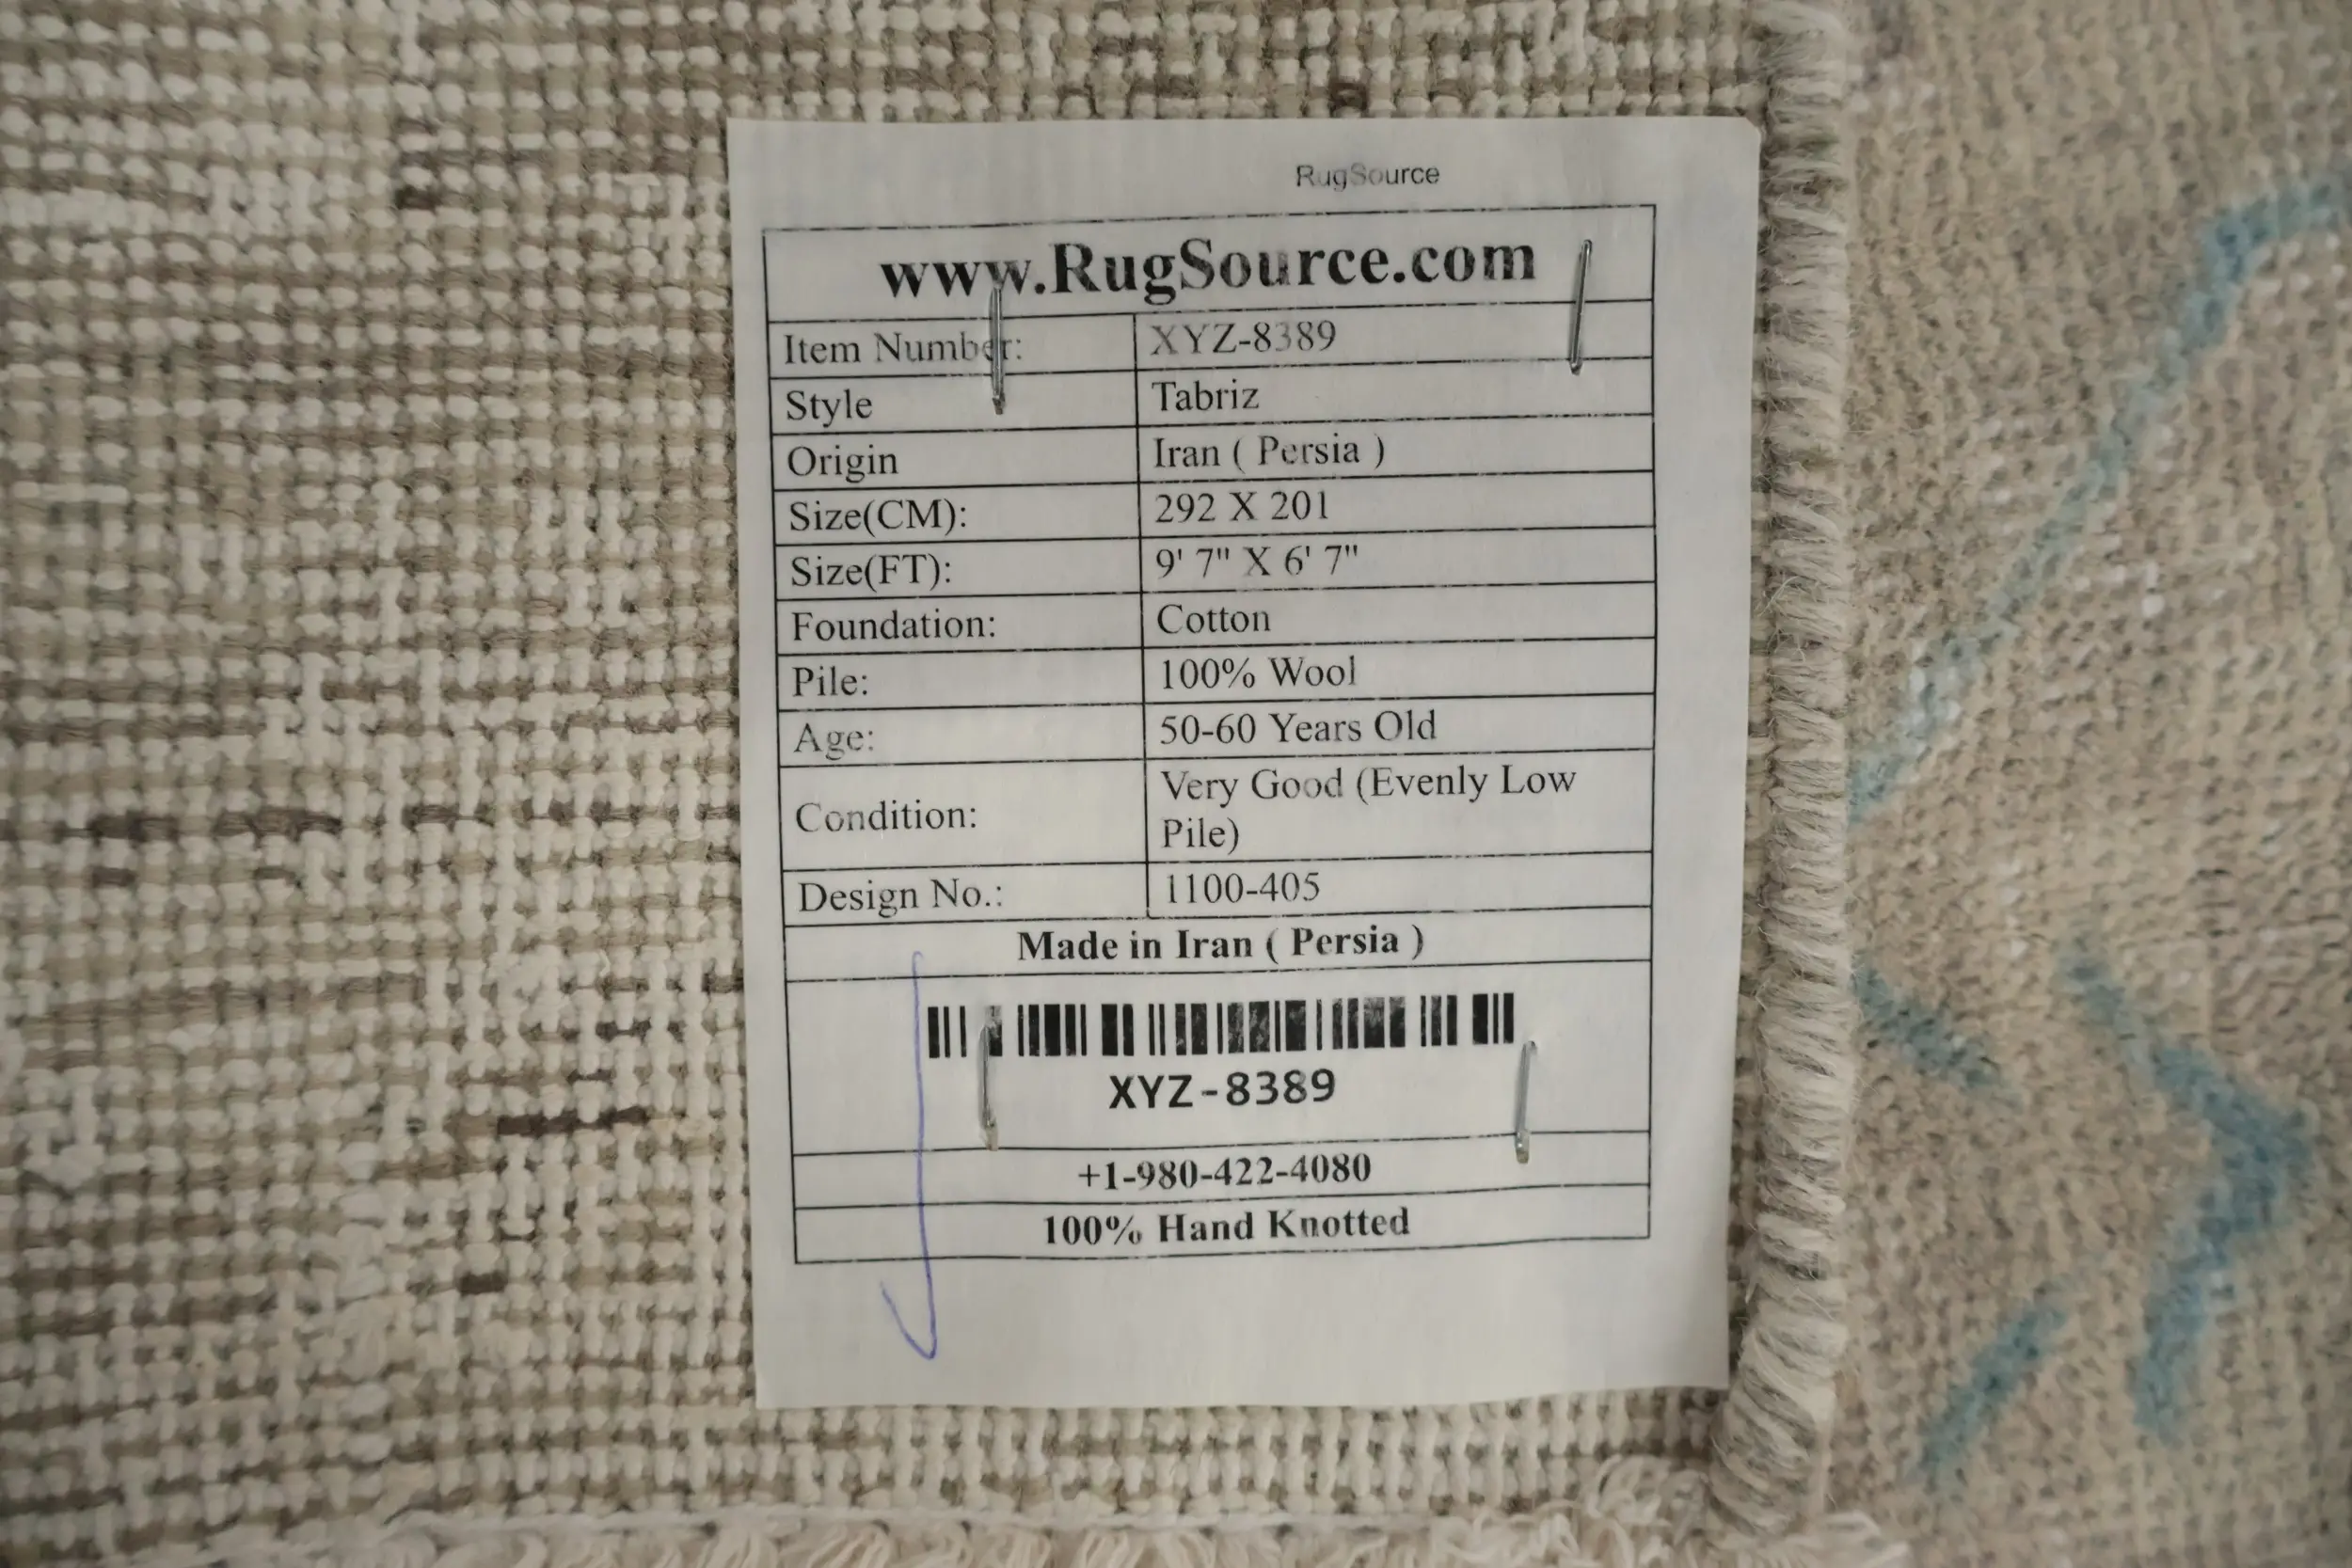 RugSource
www.RugSource.com
Item Number: XYZ-8389
Style Tabriz
Origin Iran ( Persia )
Size(CM): 292 X 201
Size(FT): 9' 7" X 6' 7"
Foundation: Cotton
Pile: 100% Wool
Age: 50-60 Years Old
Condition: Very Good (Evenly Low
Pile)
Design No.: 1100-405
Made in Iran ( Persia )
XYZ-8389
+1-980-422-4080
100% Hand Knotted